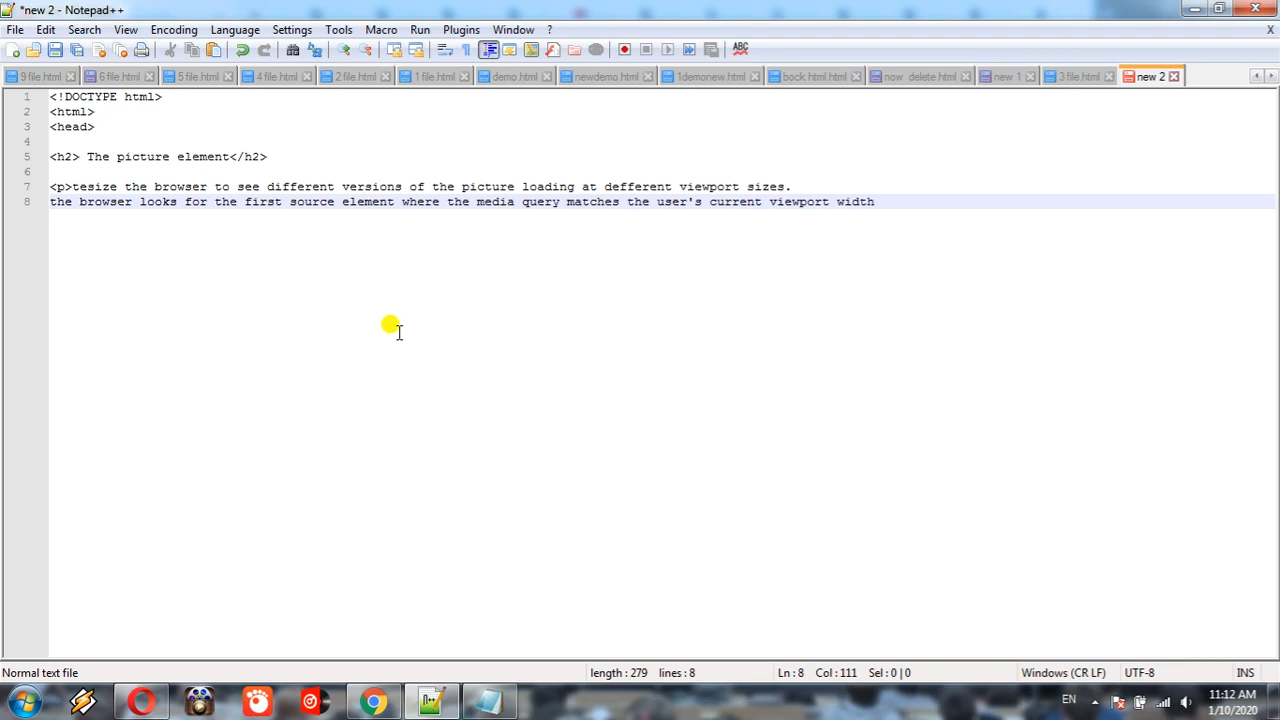 *new 2 - Notepad++
File Edit Search View Encoding Language Settings Tools Macro Run Plugins Window ? X
ABC
9 file.html 6 file.html 5 file.html 4 file.html 2 file.html 1 file.html demo.html newdemo.html 1demonew.html bock.html.html now delete.html new 1 3 file.html new 2
1 <!DOCTYPE html>
2 <html>
3 <head>
4
5 <h2> The picture element</h2>
6
7 <p>tesize the browser to see different versions of the picture loading at defferent viewport sizes.
8 the browser looks for the first source element where the media query matches the user's current viewport width
Normal text file length : 279 lines : 8 Ln : 8 Col : 111 Sel : 0 | 0 Windows (CR LF) UTF-8 INS
EN 11:12 AM
1/10/2020